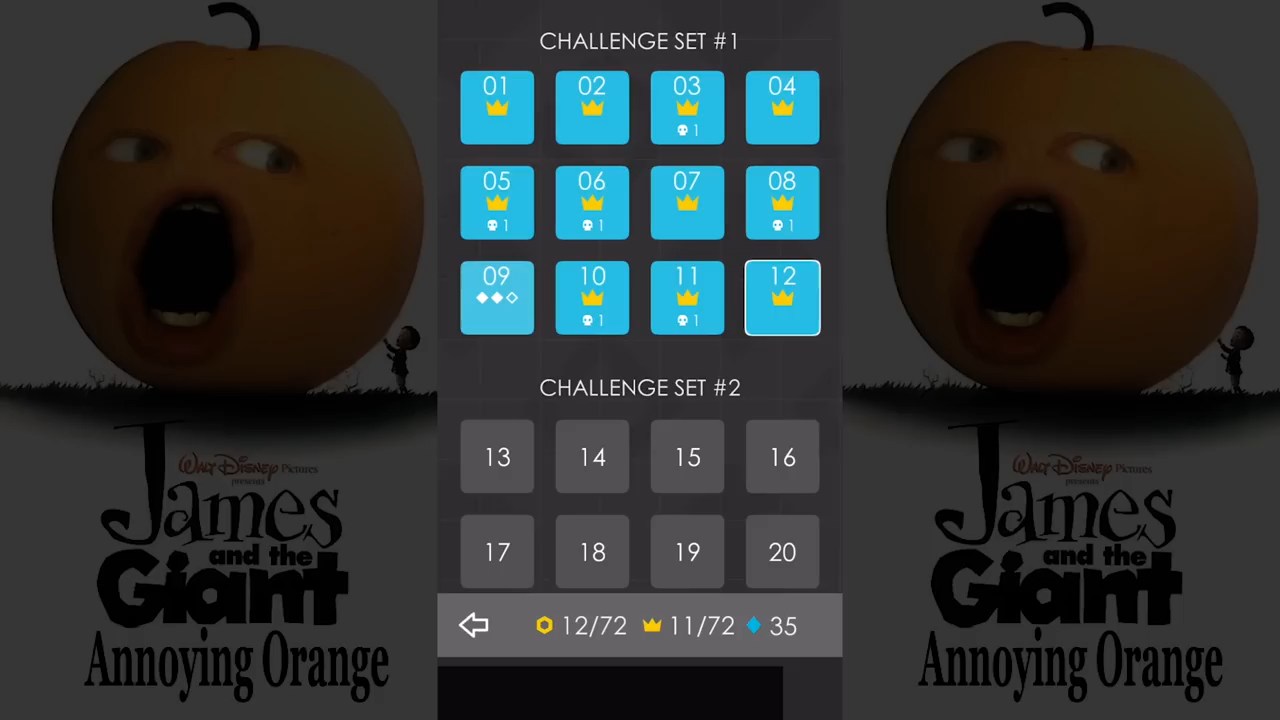 CHALLENGE SET #1
01 02 03 04
1
05 06 07 08
1 1 1
09 10 11 12
1 1
CHALLENGE SET #2
13 14 15 16
17 18 19 20
12/72 11/72 35
WALT DISNEY Pictures
presents
James
and the
Giant
Annoying Orange
WALT DISNEY Pictures
presents
James
and the
Giant
Annoying Orange